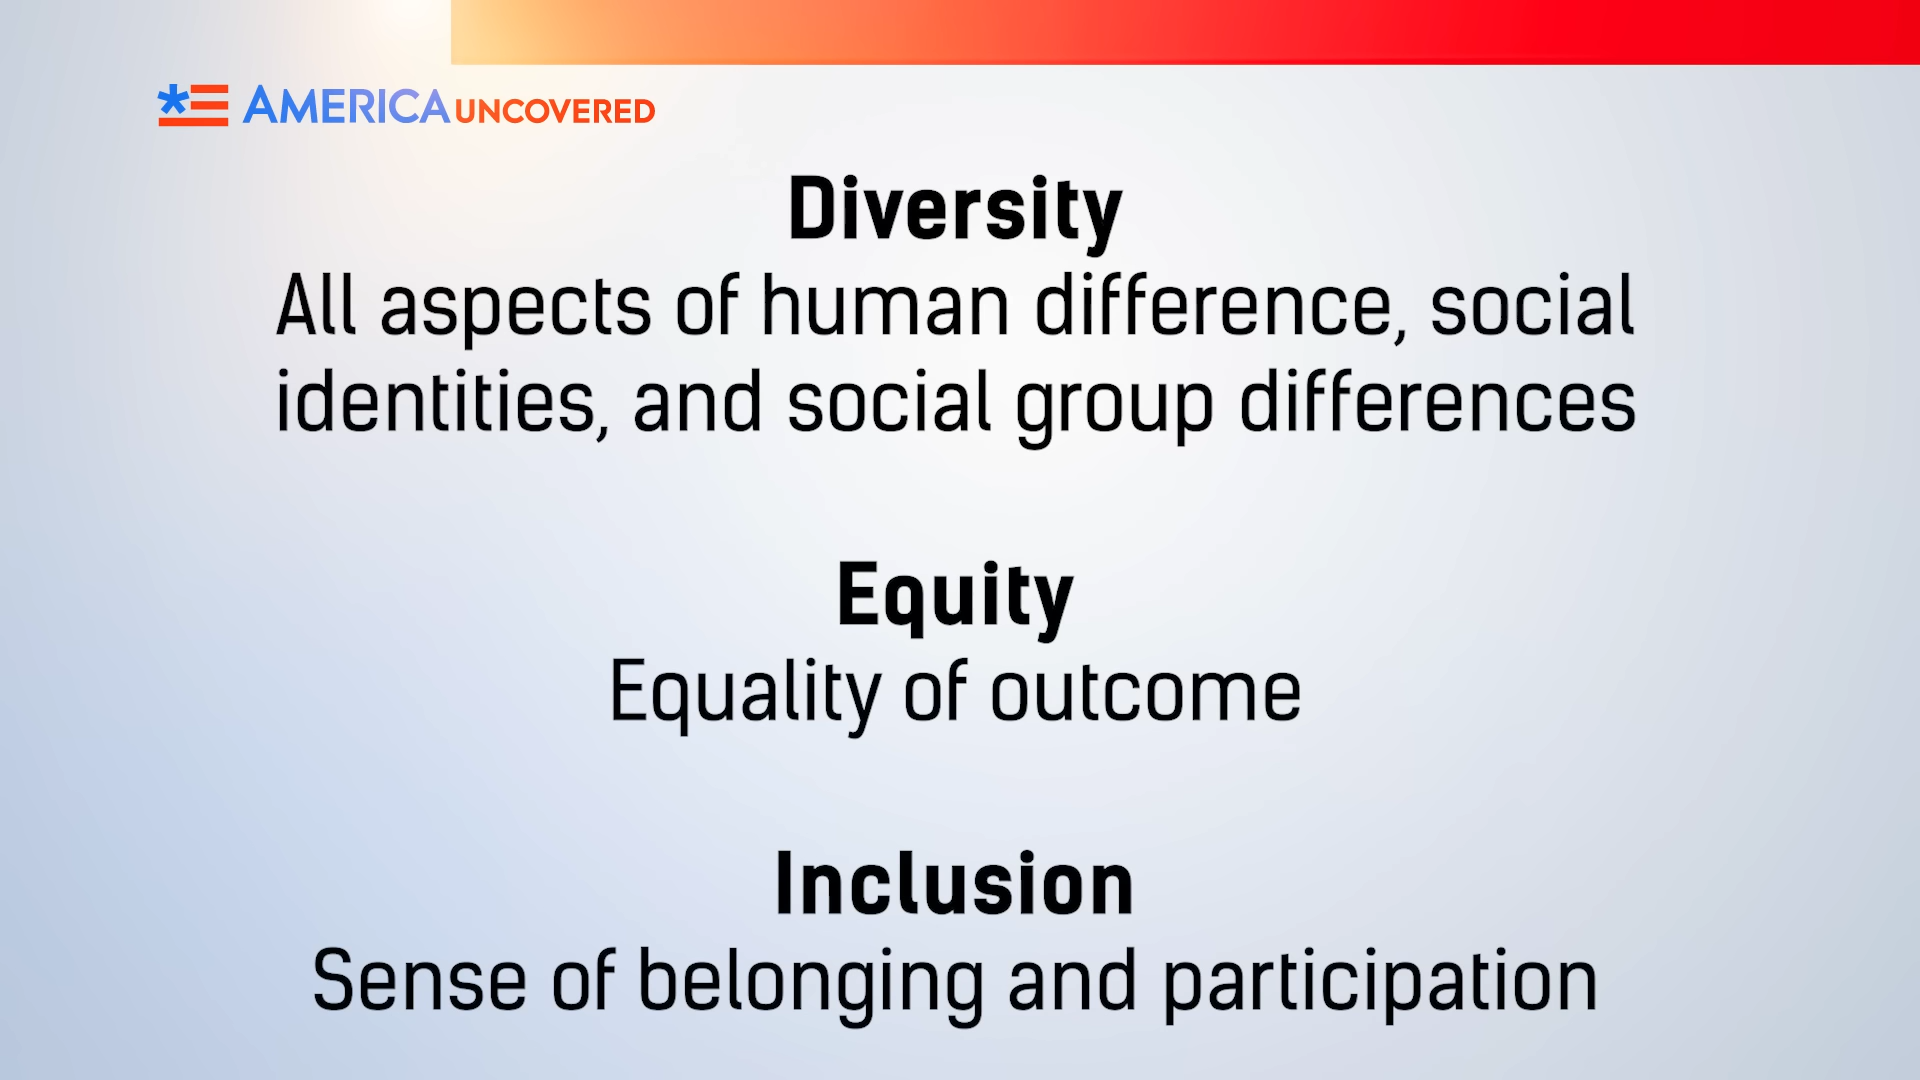 AMERICA UNCOVERED
Diversity
All aspects of human difference, social
identities, and social group differences
Equity
Equality of outcome
Inclusion
Sense of belonging and participation